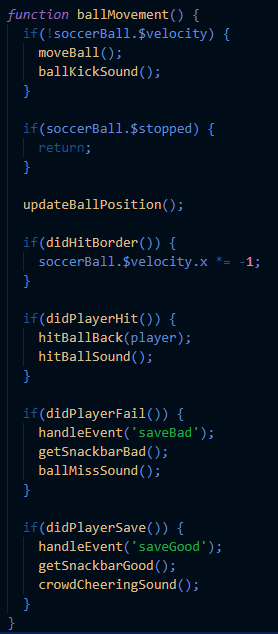 function ballMovement() {
  if(!soccerBall.$velocity) {
    moveBall();
    ballKickSound();
  }

  if(soccerBall.$stopped) {
    return;
  }

  updateBallPosition();

  if(didHitBorder()) {
    soccerBall.$velocity.x *= -1;
  }

  if(didPlayerHit()) {
    hitBallBack(player);
    hitBallSound();
  }

  if(didPlayerFail()) {
    handleEvent('saveBad');
    getSnackbarBad();
    ballMissSound();
  }

  if(didPlayerSave()) {
    handleEvent('saveGood');
    getSnackbarGood();
    crowdCheeringSound();
  }
}